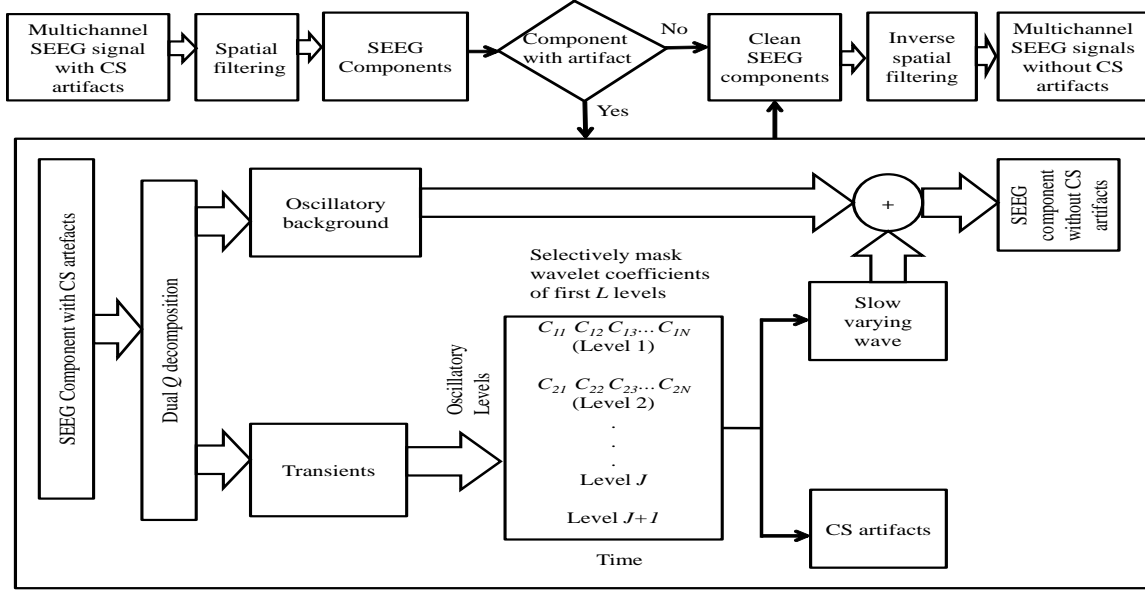 Multichannel
SEEG signal
with CS
artifacts
Spatial
filtering
SEEG
Components
Component
with artifact
No
Yes
Clean
SEEG
components
Inverse
spatial
filtering
Multichannel
SEEG signals
without CS
artifacts
SEEG Component with CS artefacts
Dual Q decomposition
Oscillatory
background
+
SEEG
component
without CS
artifacts
Selectively mask
wavelet coefficients
of first L levels
Slow
varying
wave
C11 C12 C13... C1N
(Level 1)
C21 C22 C23... C2N
(Level 2)
.
.
.
Level J
Level J+1
Oscillatory
Levels
Transients
CS artifacts
Time